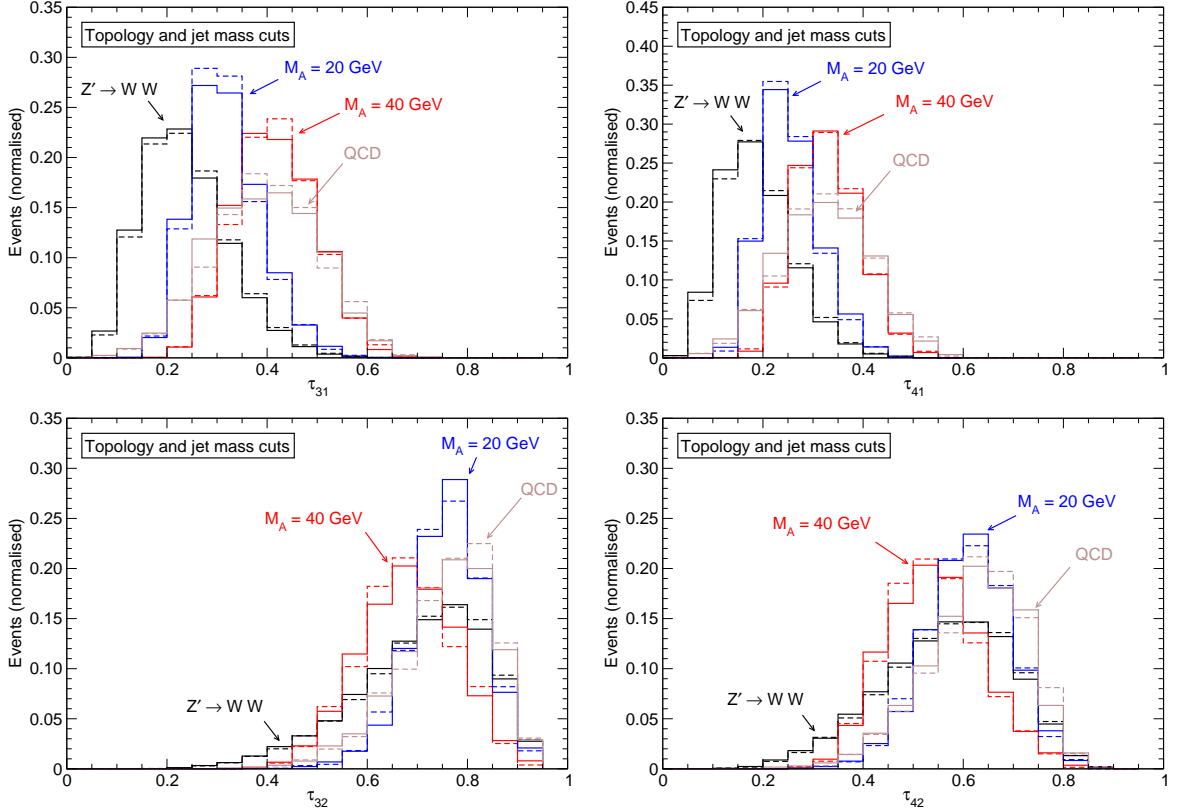 Topology and jet mass cuts
Z′ → W W
M_A = 20 GeV
M_A = 40 GeV
QCD
Events (normalised)
0.35
0.30
0.25
0.20
0.15
0.10
0.05
0
0 0.2 0.4 0.6 0.8 1
τ_31
Topology and jet mass cuts
Z′ → W W
M_A = 20 GeV
M_A = 40 GeV
QCD
Events (normalised)
0.45
0.40
0.35
0.30
0.25
0.20
0.15
0.10
0.05
0
0 0.2 0.4 0.6 0.8 1
τ_41
Topology and jet mass cuts
M_A = 20 GeV
QCD
M_A = 40 GeV
Z′ → W W
Events (normalised)
0.35
0.30
0.25
0.20
0.15
0.10
0.05
0
0 0.2 0.4 0.6 0.8 1
τ_32
Topology and jet mass cuts
M_A = 20 GeV
M_A = 40 GeV
QCD
Z′ → W W
Events (normalised)
0.35
0.30
0.25
0.20
0.15
0.10
0.05
0
0 0.2 0.4 0.6 0.8 1
τ_42